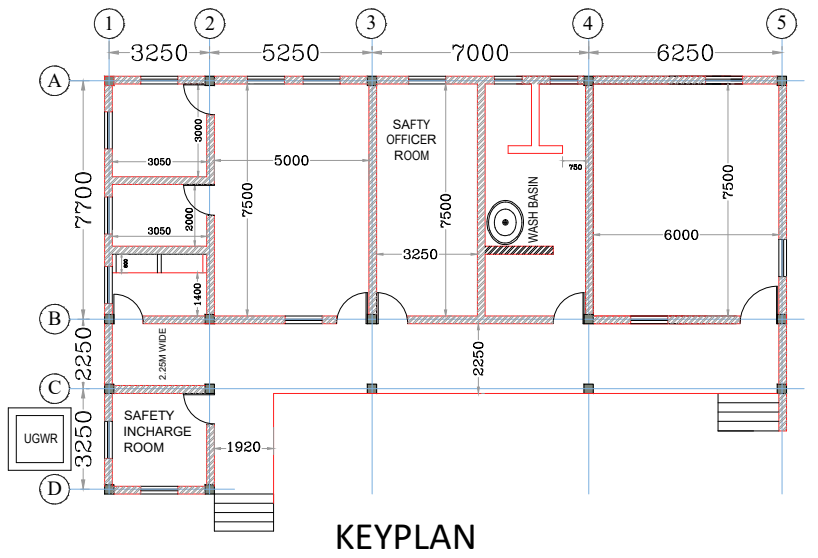 1 2 3 4 5
3250 5250 7000 6250
A
3000
SAFTY
OFFICER
ROOM
3050
5000
750
7700
7500
7500
7500
2000
WASH BASIN
3050
3250
6000
600
1400
B
2250
2.25M WIDE
2250
C
3250
SAFETY
INCHARGE
ROOM
UGWR
1920
D
KEYPLAN